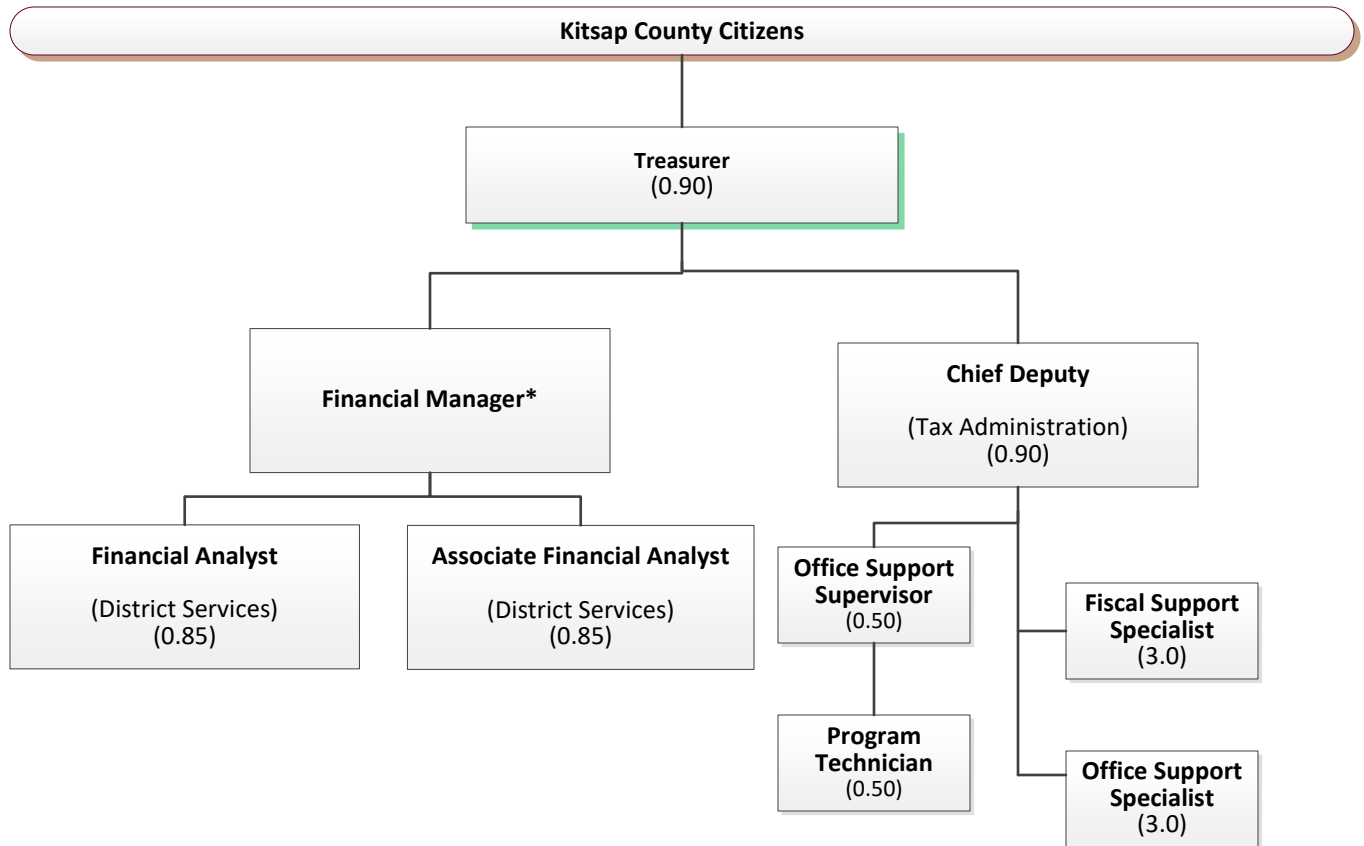 Kitsap County Citizens
Treasurer
(0.90)
Financial Manager*
Chief Deputy
(Tax Administration)
(0.90)
Financial Analyst
(District Services)
(0.85)
Associate Financial Analyst
(District Services)
(0.85)
Office Support
Supervisor
(0.50)
Fiscal Support
Specialist
(3.0)
Program
Technician
(0.50)
Office Support
Specialist
(3.0)